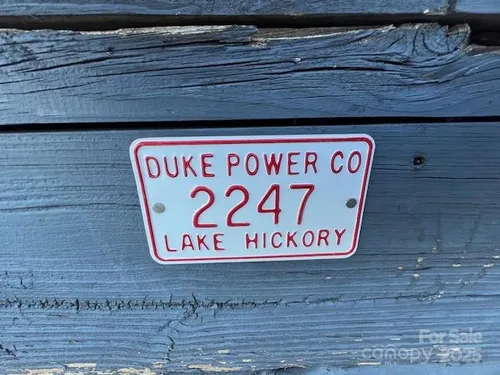 DUKE POWER CO
2247
LAKE HICKORY
For Sale
canopy 2025